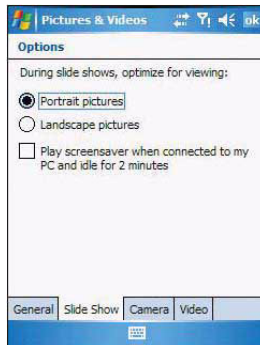 Pictures & Videos ok
Options
During slide shows, optimize for viewing:
Portrait pictures
Landscape pictures
Play screensaver when connected to my
PC and idle for 2 minutes
General Slide Show Camera Video